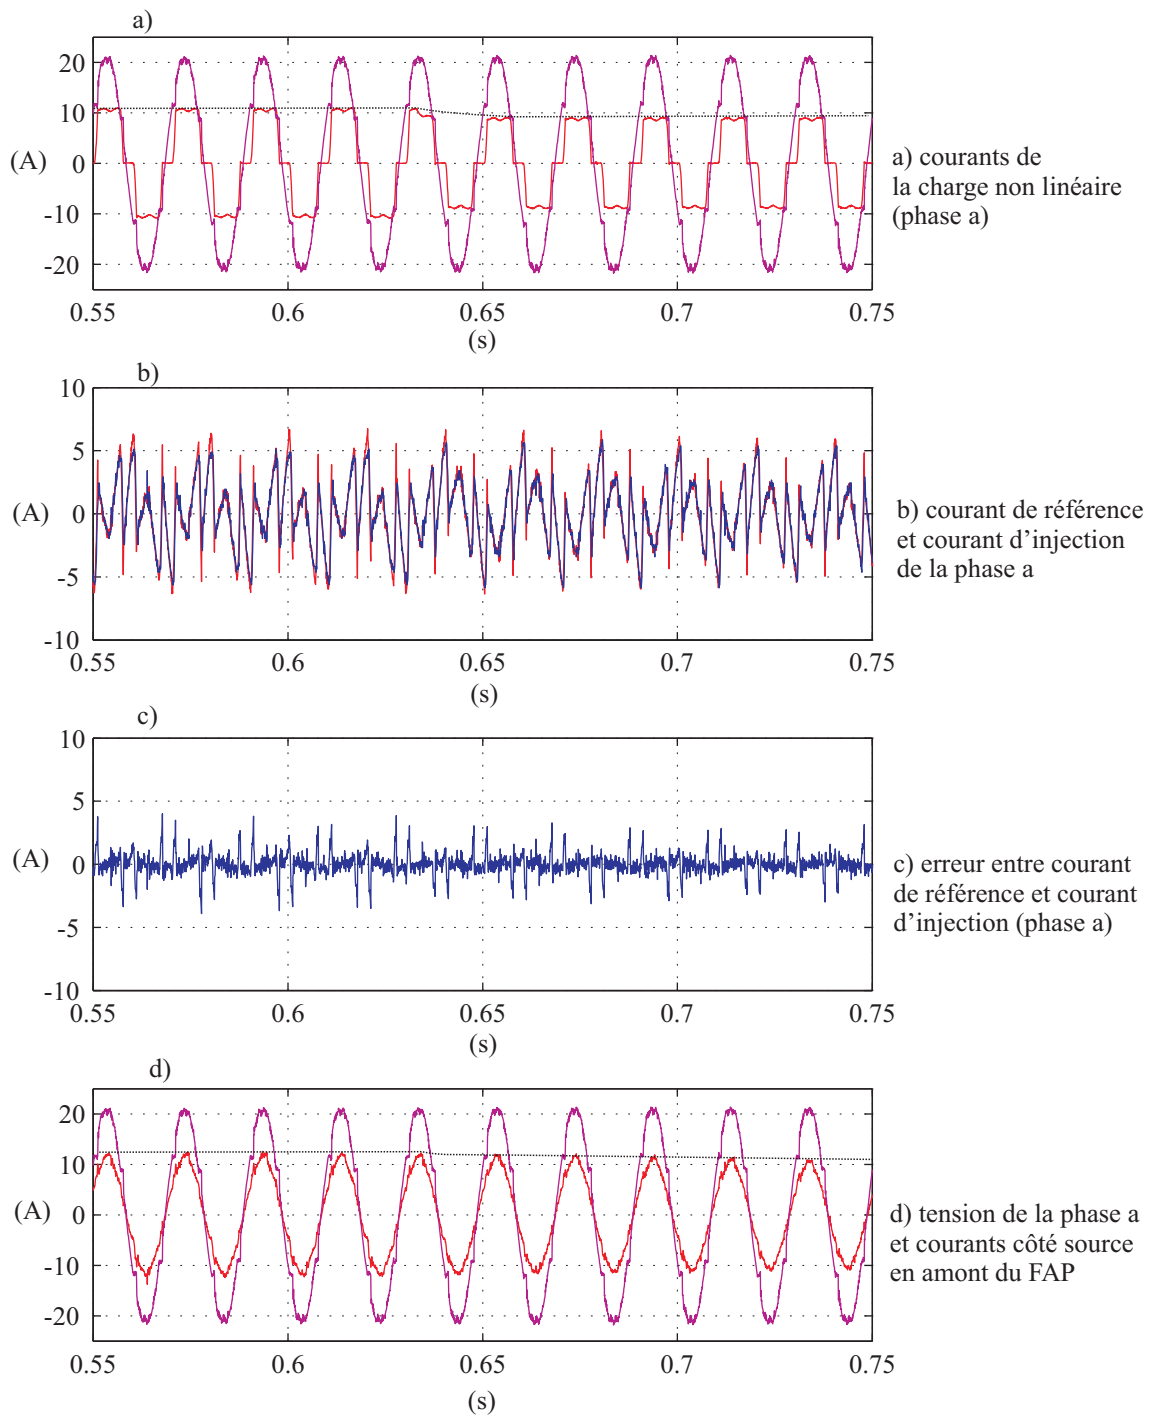 a)
20
10
(A)
0
-10
-20
0.55
0.6
0.65
0.7
0.75
(s)
a) courants de
la charge non linéaire
(phase a)
b)
10
5
(A)
0
-5
-10
0.55
0.6
0.65
0.7
0.75
(s)
b) courant de référence
et courant d’injection
de la phase a
c)
10
5
(A)
0
-5
-10
0.55
0.6
0.65
0.7
0.75
(s)
c) erreur entre courant
de référence et courant
d’injection (phase a)
d)
20
10
(A)
0
-10
-20
0.55
0.6
0.65
0.7
0.75
(s)
d) tension de la phase a
et courants côté source
en amont du FAP